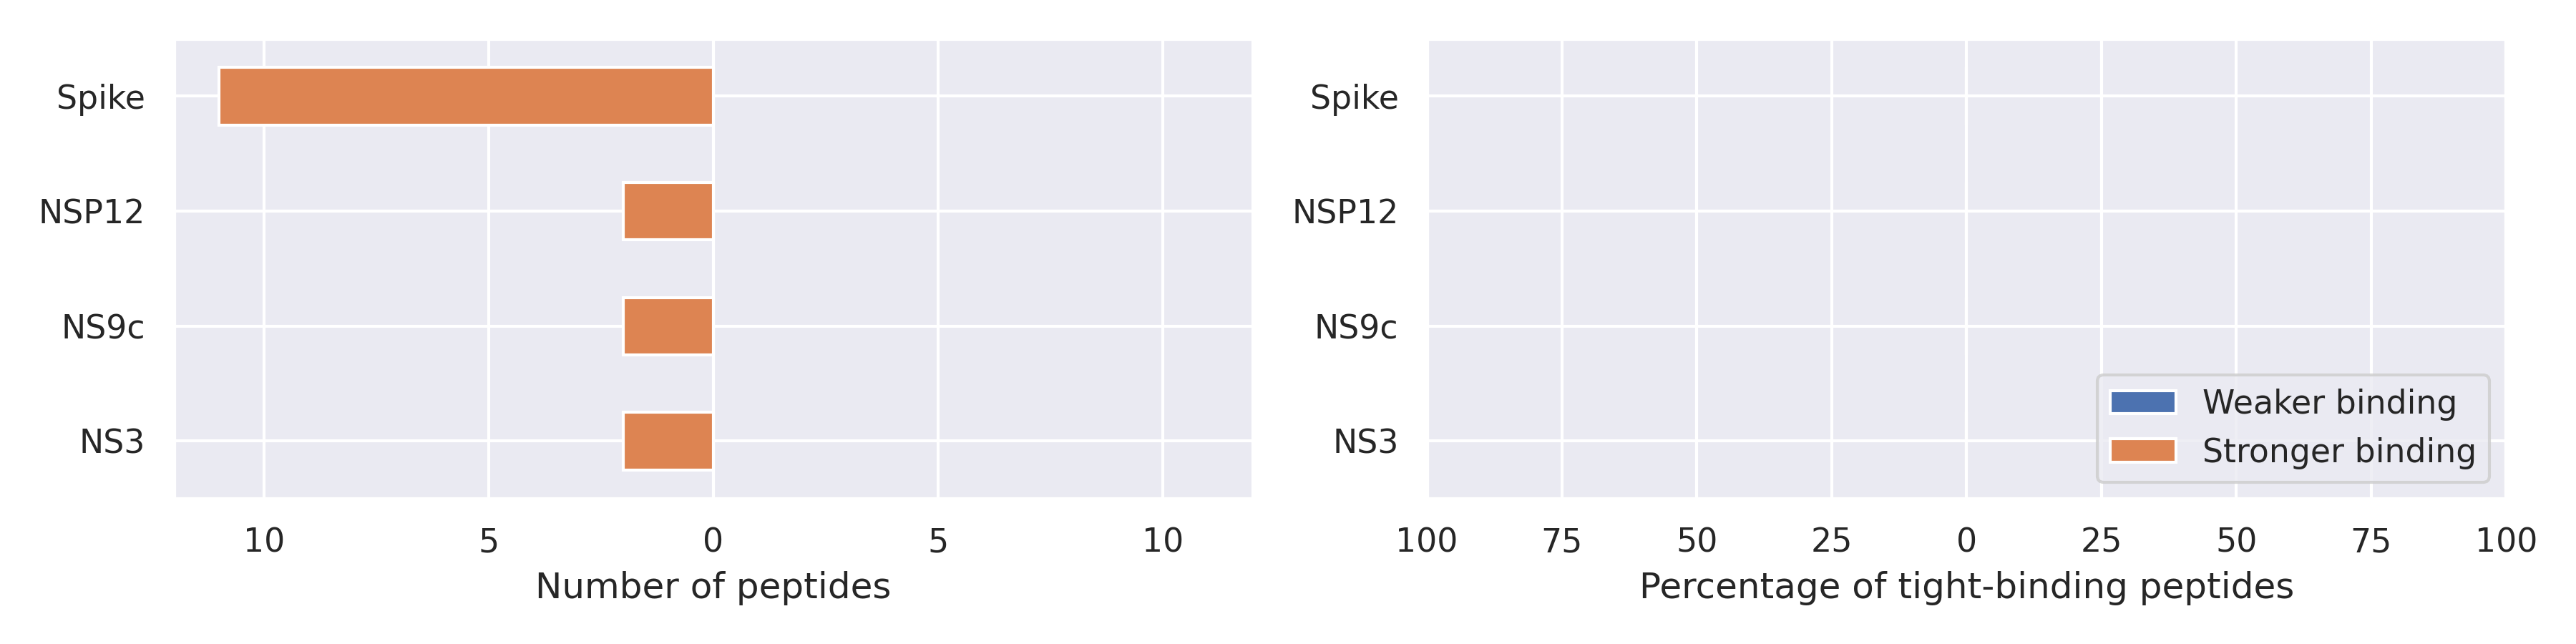 Spike
NSP12
NS9c
NS3
10 5 0 5 10
Number of peptides
Spike
NSP12
NS9c
NS3
Weaker binding
Stronger binding
100 75 50 25 0 25 50 75 100
Percentage of tight-binding peptides